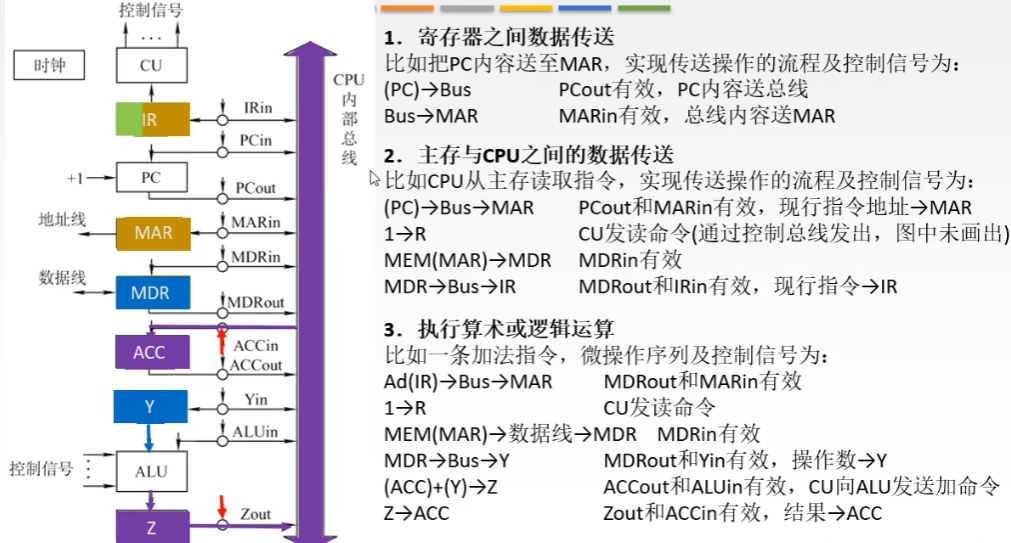 控制信号
...
时钟
CU
CPU
内
部
总
线
IR
IRin
PCin
+1
PC
PCout
地址线
MAR
MARin
MDRin
数据线
MDR
MDRout
ACC
ACCin
ACCout
Y
Yin
ALUin
控制信号
ALU
Z
Zout
1．寄存器之间数据传送
比如把PC内容送至MAR，实现传送操作的流程及控制信号为：
(PC)→Bus PCout有效，PC内容送总线
Bus→MAR MARin有效，总线内容送MAR
2．主存与CPU之间的数据传送
比如CPU从主存读取指令，实现传送操作的流程及控制信号为：
(PC)→Bus→MAR PCout和MARin有效，现行指令地址→MAR
1→R CU发读命令(通过控制总线发出，图中未画出)
MEM(MAR)→MDR MDRin有效
MDR→Bus→IR MDRout和IRin有效，现行指令→IR
3．执行算术或逻辑运算
比如一条加法指令，微操作序列及控制信号为：
Ad(IR)→Bus→MAR MDRout和MARin有效
1→R CU发读命令
MEM(MAR)→数据线→MDR MDRin有效
MDR→Bus→Y MDRout和Yin有效，操作数→Y
(ACC)+(Y)→Z ACCout和ALUin有效，CU向ALU发送加命令
Z→ACC Zout和ACCin有效，结果→ACC